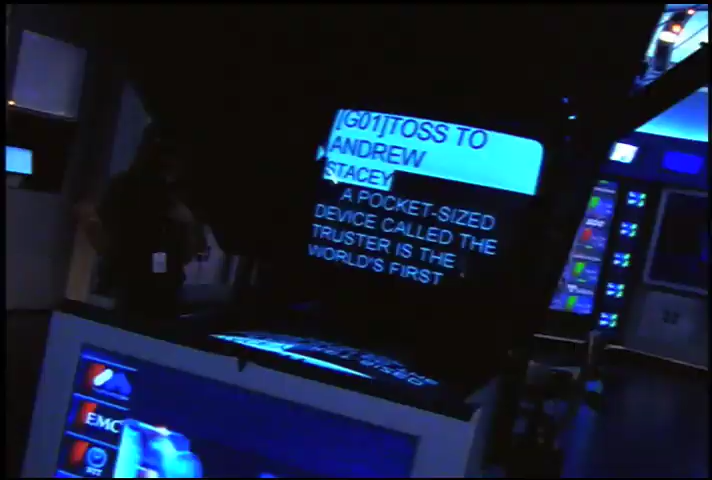 [G01]TOSS TO
ANDREW
STACEY
A POCKET-SIZED
DEVICE CALLED THE
TRUSTER IS THE
WORLD'S FIRST
EMC